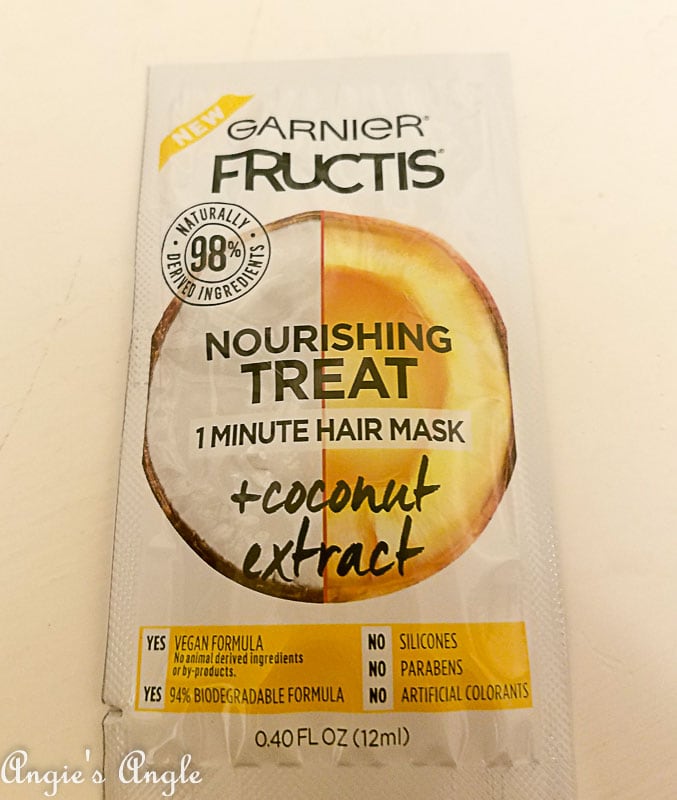 NEW
GARNIER®
FRUCTIS®
NATURALLY
98%
DERIVED INGREDIENTS
NOURISHING
TREAT
1 MINUTE HAIR MASK
+coconut
extract
YES VEGAN FORMULA
No animal derived ingredients
or by-products.
YES 94% BIODEGRADABLE FORMULA
NO SILICONES
NO PARABENS
NO ARTIFICIAL COLORANTS
0.40 FL OZ (12ml)
Angie's Angle